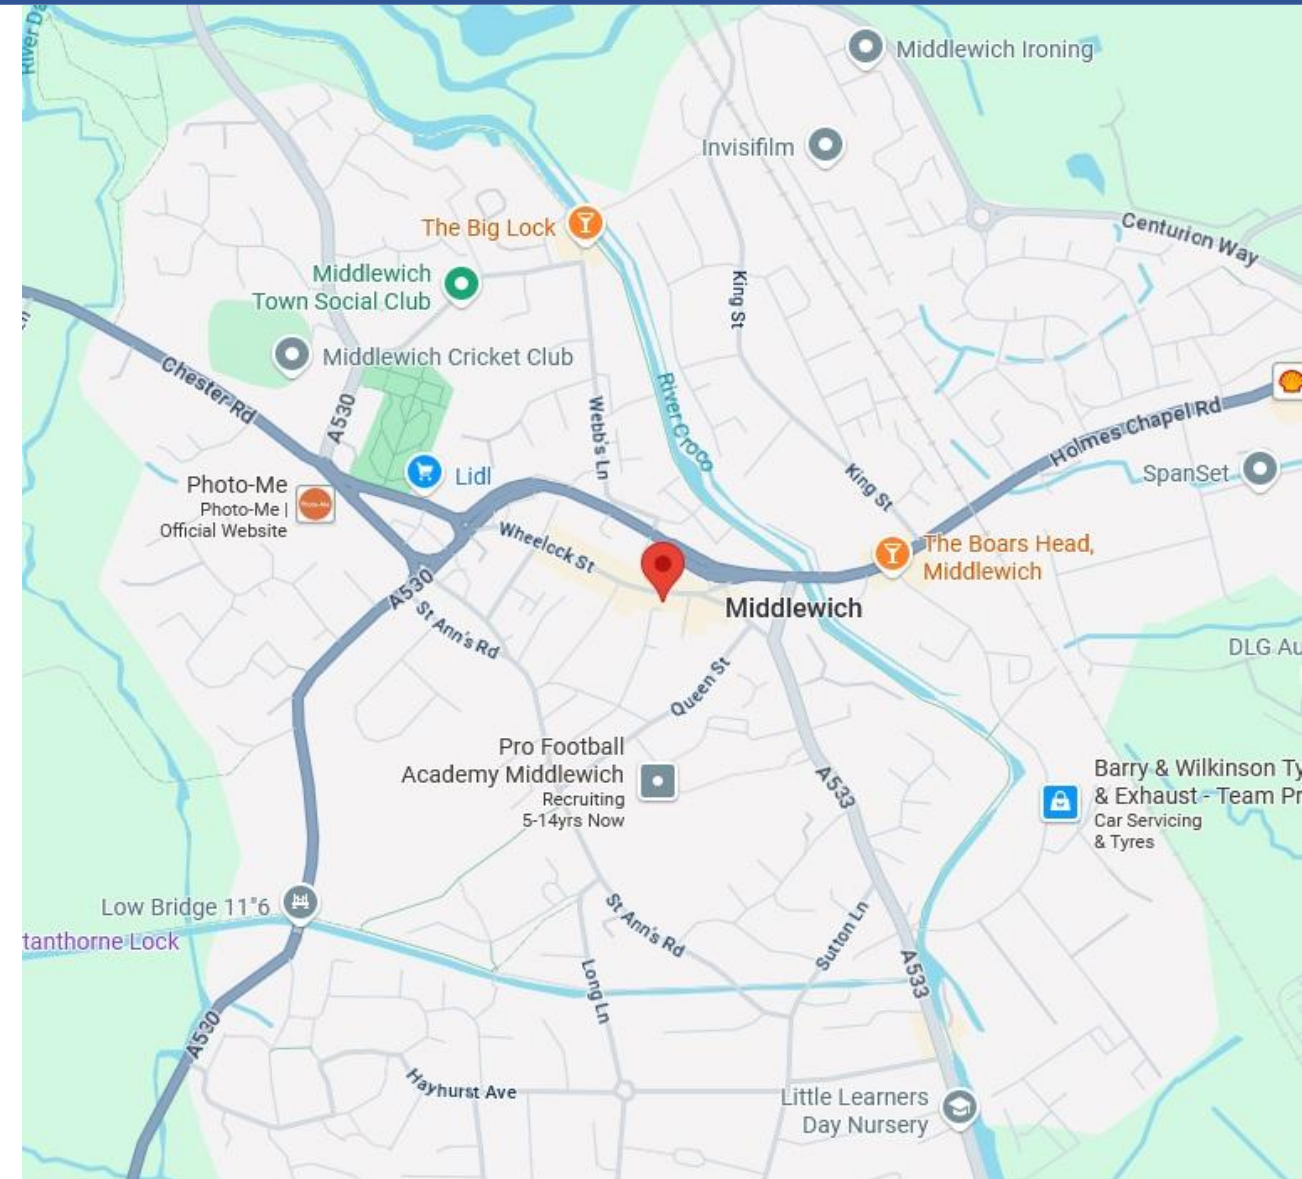 River Da
Middlewich Ironing
Invisifilm
The Big Lock
Centurion Way
Middlewich
Town Social Club
King St
Middlewich Cricket Club
Chester Rd
A530
River Croco
Webb's Ln
Holmes Chapel Rd
Lidl
King St
SpanSet
Photo-Me
Photo-Me |
Official Website
Photo-Me
Wheelock St
The Boars Head,
Middlewich
A530
Middlewich
St Ann's Rd
DLG Au
Queen St
Pro Football
Academy Middlewich
Recruiting
5-14yrs Now
A533
Barry & Wilkinson Ty
& Exhaust - Team Pr
Car Servicing
& Tyres
Low Bridge 11"6
tanthorne Lock
St Ann's Rd
Sutton Ln
A533
Long Ln
A530
Hayhurst Ave
Little Learners
Day Nursery